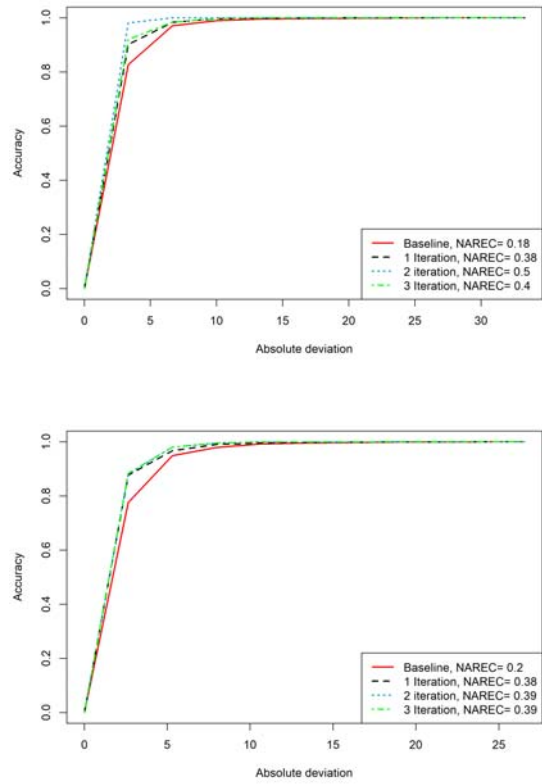 1.0
0.8
0.6
0.4
0.2
0.0
Accuracy
Baseline, NAREC= 0.18
1 Iteration, NAREC= 0.38
2 iteration, NAREC= 0.5
3 Iteration, NAREC= 0.4
0 5 10 15 20 25 30
Absolute deviation
1.0
0.8
0.6
0.4
0.2
0.0
Accuracy
Baseline, NAREC= 0.2
1 Iteration, NAREC= 0.38
2 iteration, NAREC= 0.39
3 Iteration, NAREC= 0.39
0 5 10 15 20 25
Absolute deviation